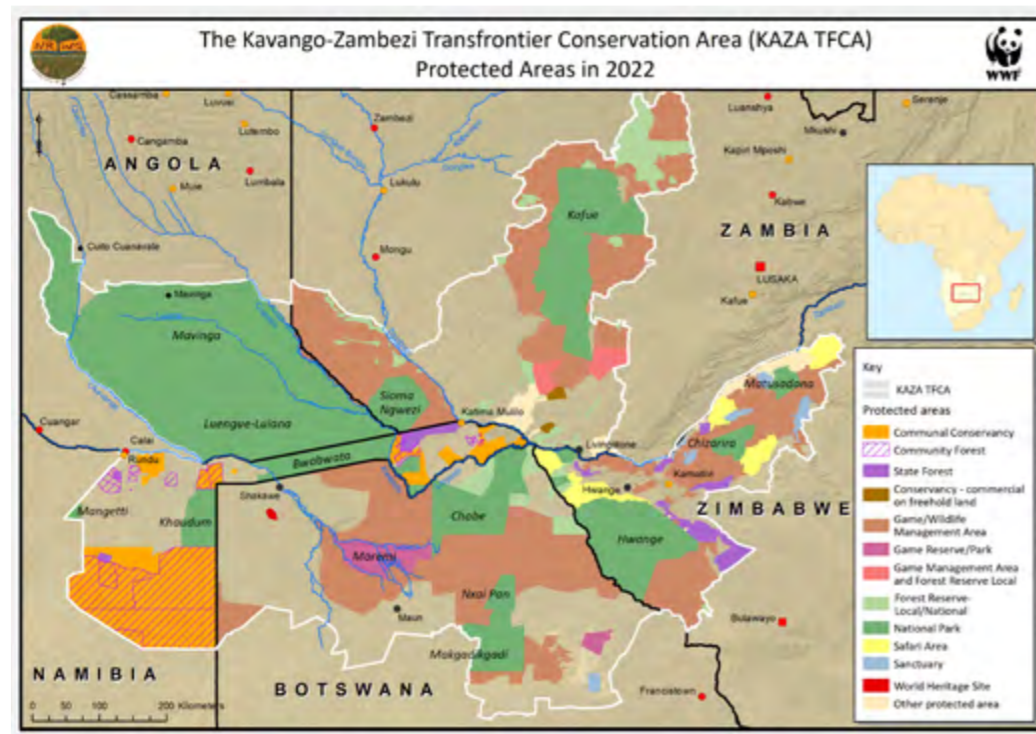 The Kavango-Zambezi Transfrontier Conservation Area (KAZA TFCA)
Protected Areas in 2022
WWF
Cassamba
Luvuei
Cangamba
Lutembo
ANGOLA
Muie
Lumbala
Cuito Cuanavale
Zambezi
Lukulu
Mongu
Luanshya
Serenje
Mkushi
Kapiri Mposhi
Kabwe
ZAMBIA
LUSAKA
Kafue
Kafue
Mavinga
Mavinga
Luengue-Luiana
Sioma
Ngwezi
Katima Mulilo
Cuangar
Calai
Rundu
Bwabwata
Livingstone
Matusadona
Chizarira
Kamativi
Hwange
ZIMBABWE
Mangetti
Khaudum
Shakawe
Chobe
Hwange
Moremi
Nxai Pan
Maun
Makgadikgadi
Bulawayo
Francistown
NAMIBIA
BOTSWANA
0 50 100 200 Kilometers
Key
KAZA TFCA
Protected areas
Communal Conservancy
Community Forest
State Forest
Conservancy - commercial
on freehold land
Game/Wildlife
Management Area
Game Reserve/Park
Game Management Area
and Forest Reserve Local
Forest Reserve-
Local/National
National Park
Safari Area
Sanctuary
World Heritage Site
Other protected area